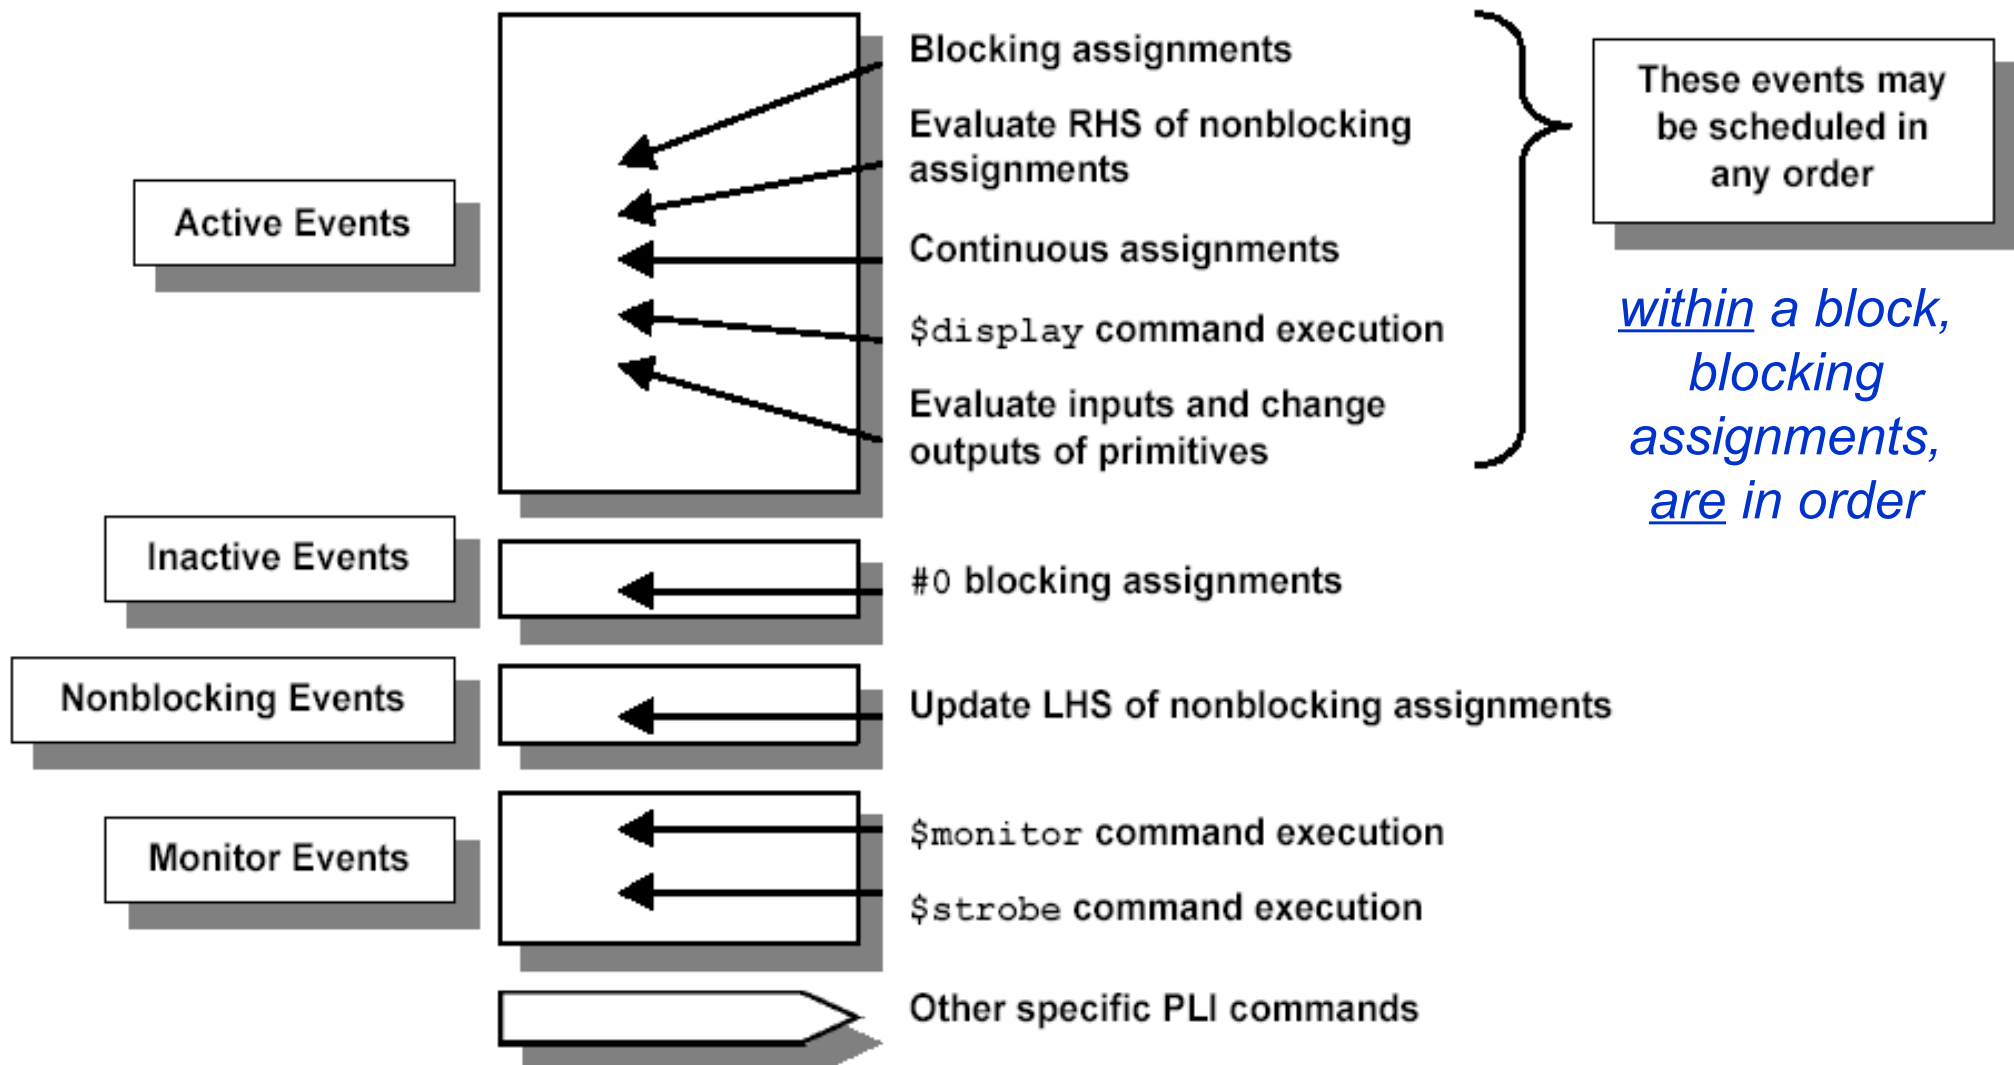 Active Events
Blocking assignments
Evaluate RHS of nonblocking
assignments
Continuous assignments
$display command execution
Evaluate inputs and change
outputs of primitives
These events may
be scheduled in
any order
within a block,
blocking
assignments,
are in order
Inactive Events
#0 blocking assignments
Nonblocking Events
Update LHS of nonblocking assignments
Monitor Events
$monitor command execution
$strobe command execution
Other specific PLI commands